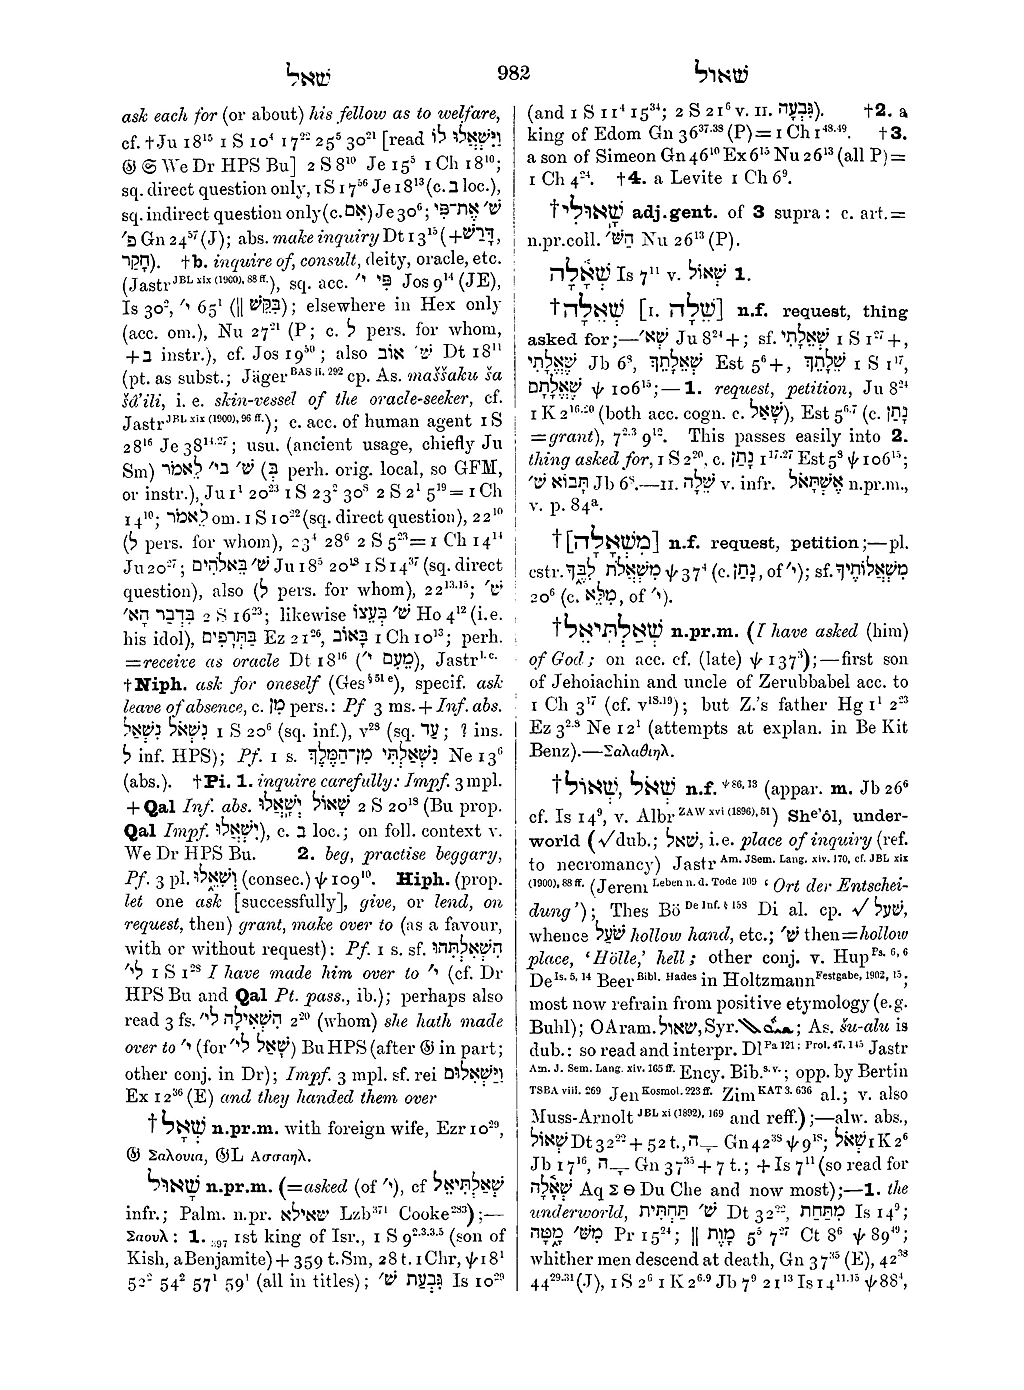 שׁאל
982
שׁאול
ask each for (or about) his fellow as to welfare,
cf. †Ju 18¹⁵ 1 S 10⁴ 17²² 25⁵ 30²¹ [read וַיִּשְׁאֲלוּ לוֹ
We Dr HPS Bu] 2 S 8¹⁰ Je 15⁵ 1 Ch 18¹⁰;
sq. direct question only, 1 S 17⁵⁶ Je 18¹³ (c. ב loc.),
sq. indirect question only (c. אִם) Je 30⁶; שׁ׳ אֶת־פִּי
פ׳ Gn 24⁵⁷ (J); abs. make inquiry Dt 13¹⁵ (+דָּרַשׁ,
חָקַר). †b. inquire of, consult, deity, oracle, etc.
(Jastr JBL xix (1900), 88 ff.), sq. acc. פִּי י׳ Jos 9¹⁴ (JE),
Is 30², י׳ 65¹ (|| בִּקֵּשׁ); elsewhere in Hex only
(acc. om.), Nu 27²¹ (P; c. ל pers. for whom,
+ב instr.), cf. Jos 19⁵⁰; also שׁ׳ אוֹב Dt 18¹¹
(pt. as subst.; Jäger BAS ii. 292 cp. As. maššaku ša
šâ’ili, i. e. skin-vessel of the oracle-seeker, cf.
Jastr JBL xix (1900), 96 ff.); c. acc. of human agent 1 S
28¹⁶ Je 38¹⁴·²⁷; usu. (ancient usage, chiefly Ju
Sm) שׁ׳ בי׳ לֵאמֹר (בְּ perh. orig. local, so GFM,
or instr.), Ju 1¹ 20²³ 1 S 23² 30⁸ 2 S 2¹ 5¹⁹ = 1 Ch
14¹⁰; לֵאמֹר om. 1 S 10²² (sq. direct question), 22¹⁰
(ל pers. for whom), 23⁴ 28⁶ 2 S 5²³ = 1 Ch 14¹⁴
Ju 20²⁷; שׁ׳ בֵּאלֹהִים Ju 18⁵ 20¹⁸ 1 S 14³⁷ (sq. direct
question), also (ל pers. for whom), 22¹³·¹⁵; שׁ׳
בִּדְבַר הָא׳ 2 S 16²³; likewise שׁ׳ בְּעֵצוֹ Ho 4¹² (i.e.
his idol), בַּתְּרָפִים Ez 21²⁶, בָּאוֹב 1 Ch 10¹³; perh.
=receive as oracle Dt 18¹⁶ (מֵעִם י׳), Jastr l.c.
†Niph. ask for oneself (Ges § 51 e), specif. ask
leave of absence, c. מִן pers.: Pf 3 ms. + Inf. abs.
נִשְׁאֹל נִשְׁאַל 1 S 20⁶ (sq. inf.), v²⁸ (sq. עַד; ? ins.
ל inf. HPS); Pf. 1 s. נִשְׁאַלְתִּי מִן־הַמֶּלֶךְ Ne 13⁶
(abs.). †Pi. 1. inquire carefully: Impf. 3 mpl.
+ Qal Inf. abs. שָׁאוֹל יְשָׁאֲלוּ 2 S 20¹⁸ (Bu prop.
Qal Impf. יִשְׁאֲלוּ), c. ב loc.; on foll. context v.
We Dr HPS Bu. 2. beg, practise beggary,
Pf. 3 pl. וְשִׁאֵלוּ (consec.) ψ 109¹⁰. Hiph. (prop.
let one ask [successfully], give, or lend, on
request, then) grant, make over to (as a favour,
with or without request): Pf. 1 s. sf. הִשְׁאִלְתִּהוּ
לי׳ 1 S 1²⁸ I have made him over to י׳ (cf. Dr
HPS Bu and Qal Pt. pass., ib.); perhaps also
read 3 fs. הִשְׁאִילָה לי׳ 2²⁰ (whom) she hath made
over to י׳ (for שָׁאַל לי׳) Bu HPS (after 𝔊 in part;
other conj. in Dr); Impf. 3 mpl. sf. rei וַיַּשְׁאִלוּם
Ex 12³⁶ (E) and they handed them over
†שְׁאָל n.pr.m. with foreign wife, Ezr 10²⁹,
𝔊 Σαλουια, 𝔊L Ασσαηλ.
שָׁאוּל n.pr.m. (=asked (of י׳), cf שְׁאַלְתִּיאֵל
infr.; Palm. n.pr. שאילא Lzb³⁷¹ Cooke²⁸³);—
Σαουλ: 1. 1st king of Isr., 1 S 9²·³·³·⁵ (son of
Kish, a Benjamite) + 359 t. Sm, 28 t. 1 Chr, ψ 18¹
52² 54² 57¹ 59¹ (all in titles); גִּבְעַת שׁ׳ Is 10²⁹
(and 1 S 11⁴ 15³⁴; 2 S 21⁶ v. II. גִּבְעָה). †2. a
king of Edom Gn 36³⁷·³⁸ (P) = 1 Ch 1⁴⁸·⁴⁹. †3.
a son of Simeon Gn 46¹⁰ Ex 6¹⁵ Nu 26¹³ (all P)=
1 Ch 4²⁴. †4. a Levite 1 Ch 6⁹.
†שָׁאוּלִי adj.gent. of 3 supra: c. art.=
n.pr.coll. הַשּׁ׳ Nu 26¹³ (P).
שְׁאָלָה Is 7¹¹ v. שְׁאוֹל 1.
†שְׁאֵלָה [I. שֵׁלָה] n.f. request, thing
asked for;—שְׁאֵ׳ Ju 8²⁴+; sf. שְׁאֵלָתִי 1 S 1²⁷+,
שֶׁאֱלָתִי Jb 6⁸, שְׁאֵלָתֵךְ Est 5⁶+, שֵׁלָתֵךְ 1 S 1¹⁷,
שֶׁאֱלָתָם ψ 106¹⁵;—1. request, petition, Ju 8²⁴
1 K 2¹⁶·²⁰ (both acc. cogn. c. שָׁאַל), Est 5⁶·⁷ (c. נָתַן
=grant), 7²·³ 9¹². This passes easily into 2.
thing asked for, 1 S 2²⁰, c. נָתַן 1¹⁷·²⁷ Est 5⁸ ψ 106¹⁵;
תָּבוֹא שׁ׳ Jb 6⁸.—II. שֵׁלָה v. infr. אֶשְׁתָּאֹל n.pr.m.,
v. p. 84ᵃ.
†[מִשְׁאָלָה] n.f. request, petition;—pl.
cstr. מִשְׁאֲלֹת לִבֶּךָ ψ 37⁴ (c. נָתַן, of י׳); sf. מִשְׁאֲלוֹתֶיךָ
20⁶ (c. מִלֵּא, of י׳).
†שְׁאַלְתִּיאֵל n.pr.m. (I have asked (him)
of God; on acc. cf. (late) ψ 137³);—first son
of Jehoiachin and uncle of Zerubbabel acc. to
1 Ch 3¹⁷ (cf. v¹⁸·¹⁹); but Z.’s father Hg 1¹ 2²³
Ez 3²·⁸ Ne 12¹ (attempts at explan. in Be Kit
Benz).—Σαλαθιηλ.
†שְׁאוֹל, שְׁאֹל n.f. ψ 86, 13 (appar. m. Jb 26⁶
cf. Is 14⁹, v. Albr ZAW xvi (1896), 51) She’ôl, under-
world (√ dub.; שׁאל, i.e. place of inquiry (ref.
to necromancy) Jastr Am. JSem. Lang. xiv. 170, cf. JBL xix
(1900), 88 ff. (Jerem Leben n. d. Tode 109 ‘Ort der Entschei-
dung’); Thes Bö De Inf. § 158 Di al. cp. √ שׁעל,
whence שֹׁעַל hollow hand, etc.; שׁ׳ then=hollow
place, ‘Hölle,’ hell; other conj. v. Hup Ps. 6, 6
De Is. 5, 14 Beer Bibl. Hades in Holtzmann Festgabe, 1902, 15;
most now refrain from positive etymology (e.g.
Buhl); OAram. שאול, Syr. ܫܝܘܠ; As. šu-alu is
dub.: so read and interpr. Dl Pa 121; Prol. 47, 145 Jastr
Am. J. Sem. Lang. xiv. 165 ff. Ency. Bib. s.v.; opp. by Bertin
TSBA viii. 269 Jen Kosmol. 223 ff. Zim KAT 3. 636 al.; v. also
Muss-Arnolt JBL xi (1892), 169 and reff.);—alw. abs.,
שְׁאוֹל Dt 32²² + 52 t., ־ָה Gn 42³⁸ ψ 9¹⁸; שְׁאֹל 1 K 2⁶
Jb 17¹⁶, ־ָה Gn 37³⁵ + 7 t.; + Is 7¹¹ (so read for
שְׁאָלָה Aq Σ Θ Du Che and now most);—1. the
underworld, שׁ׳ תַּחְתִּית Dt 32²², מִתַּחַת Is 14⁹;
מִשּׁ׳ מָטָּה Pr 15²⁴; || מָוֶת 5⁵ 7²⁷ Ct 8⁶ ψ 89⁴⁹;
whither men descend at death, Gn 37³⁵ (E), 42³⁸
44²⁹·³¹ (J), 1 S 2⁶ 1 K 2⁶·⁹ Jb 7⁹ 21¹³ Is 14¹¹·¹⁵ ψ 88⁴,